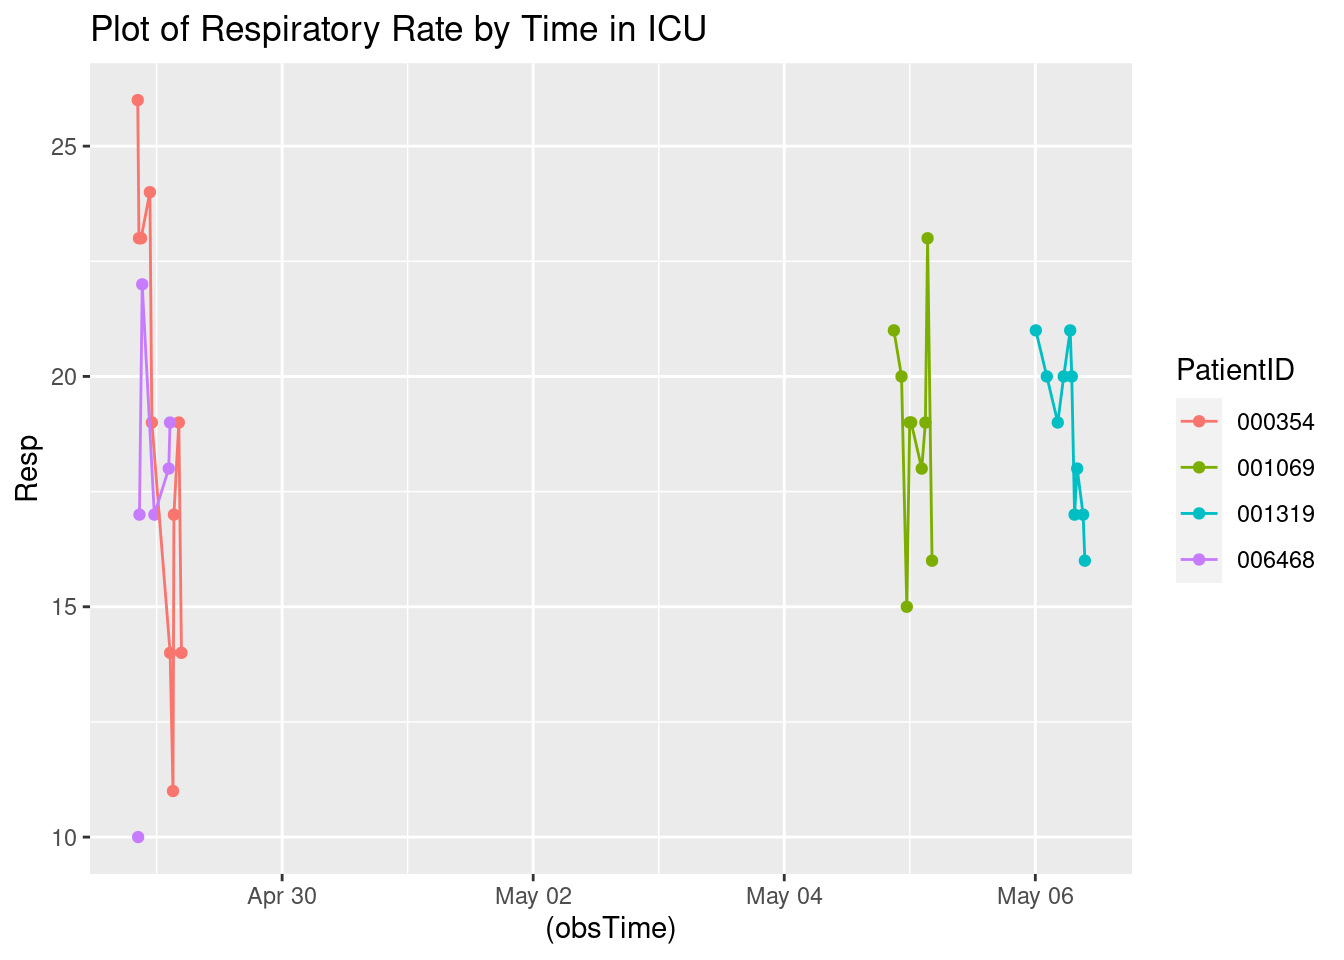 Plot of Respiratory Rate by Time in ICU
25
20
15
10
Resp
Apr 30 May 02 May 04 May 06
(obsTime)
PatientID
000354
001069
001319
006468